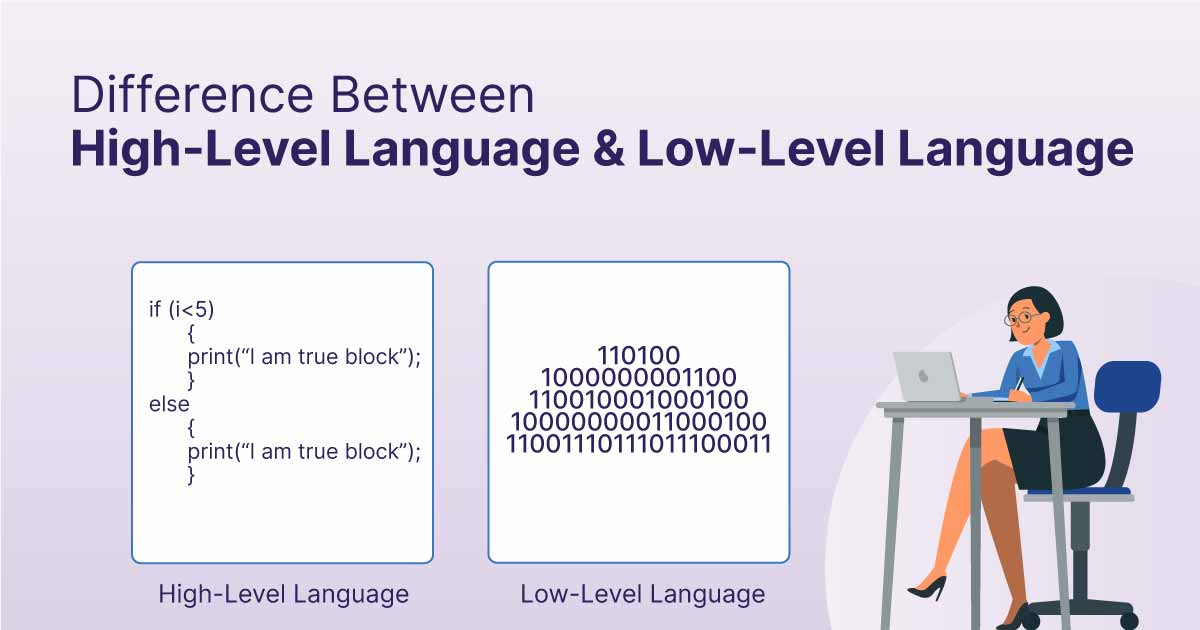 Difference Between
High-Level Language & Low-Level Language
if (i<5)
{
print(“I am true block”);
}
else
{
print(“I am true block”);
}
110100
1000000001100
110010001000100
10000000011000100
11001110111011100011
High-Level Language
Low-Level Language